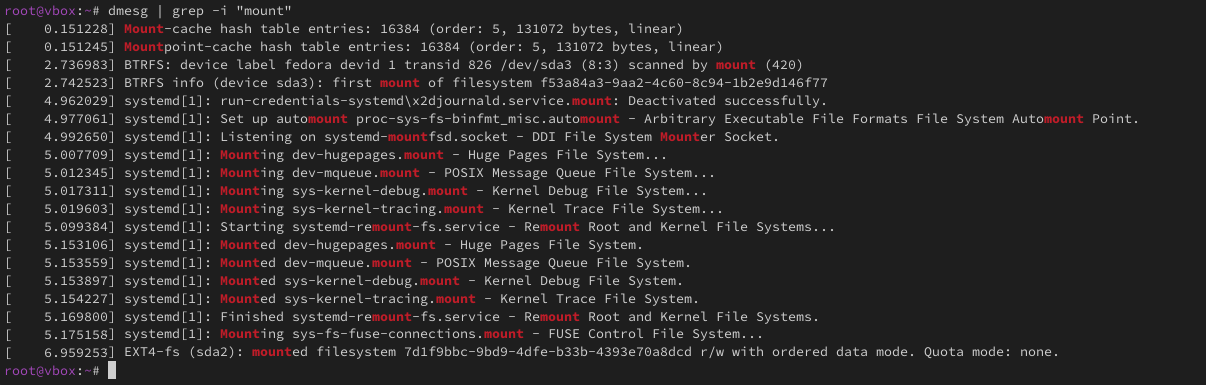 root@vbox:~# dmesg | grep -i "mount"
[    0.151228] Mount-cache hash table entries: 16384 (order: 5, 131072 bytes, linear)
[    0.151245] Mountpoint-cache hash table entries: 16384 (order: 5, 131072 bytes, linear)
[    2.736983] BTRFS: device label fedora devid 1 transid 826 /dev/sda3 (8:3) scanned by mount (420)
[    2.742523] BTRFS info (device sda3): first mount of filesystem f53a84a3-9aa2-4c60-8c94-1b2e9d146f77
[    4.962029] systemd[1]: run-credentials-systemd\x2djournald.service.mount: Deactivated successfully.
[    4.977061] systemd[1]: Set up automount proc-sys-fs-binfmt_misc.automount - Arbitrary Executable File Formats File System Automount Point.
[    4.992650] systemd[1]: Listening on systemd-mountfsd.socket - DDI File System Mounter Socket.
[    5.007709] systemd[1]: Mounting dev-hugepages.mount - Huge Pages File System...
[    5.012345] systemd[1]: Mounting dev-mqueue.mount - POSIX Message Queue File System...
[    5.017311] systemd[1]: Mounting sys-kernel-debug.mount - Kernel Debug File System...
[    5.019603] systemd[1]: Mounting sys-kernel-tracing.mount - Kernel Trace File System...
[    5.099384] systemd[1]: Starting systemd-remount-fs.service - Remount Root and Kernel File Systems...
[    5.153106] systemd[1]: Mounted dev-hugepages.mount - Huge Pages File System.
[    5.153559] systemd[1]: Mounted dev-mqueue.mount - POSIX Message Queue File System.
[    5.153897] systemd[1]: Mounted sys-kernel-debug.mount - Kernel Debug File System.
[    5.154227] systemd[1]: Mounted sys-kernel-tracing.mount - Kernel Trace File System.
[    5.169800] systemd[1]: Finished systemd-remount-fs.service - Remount Root and Kernel File Systems.
[    5.175158] systemd[1]: Mounting sys-fs-fuse-connections.mount - FUSE Control File System...
[    6.959253] EXT4-fs (sda2): mounted filesystem 7d1f9bbc-9bd9-4dfe-b33b-4393e70a8dcd r/w with ordered data mode. Quota mode: none.
root@vbox:~#